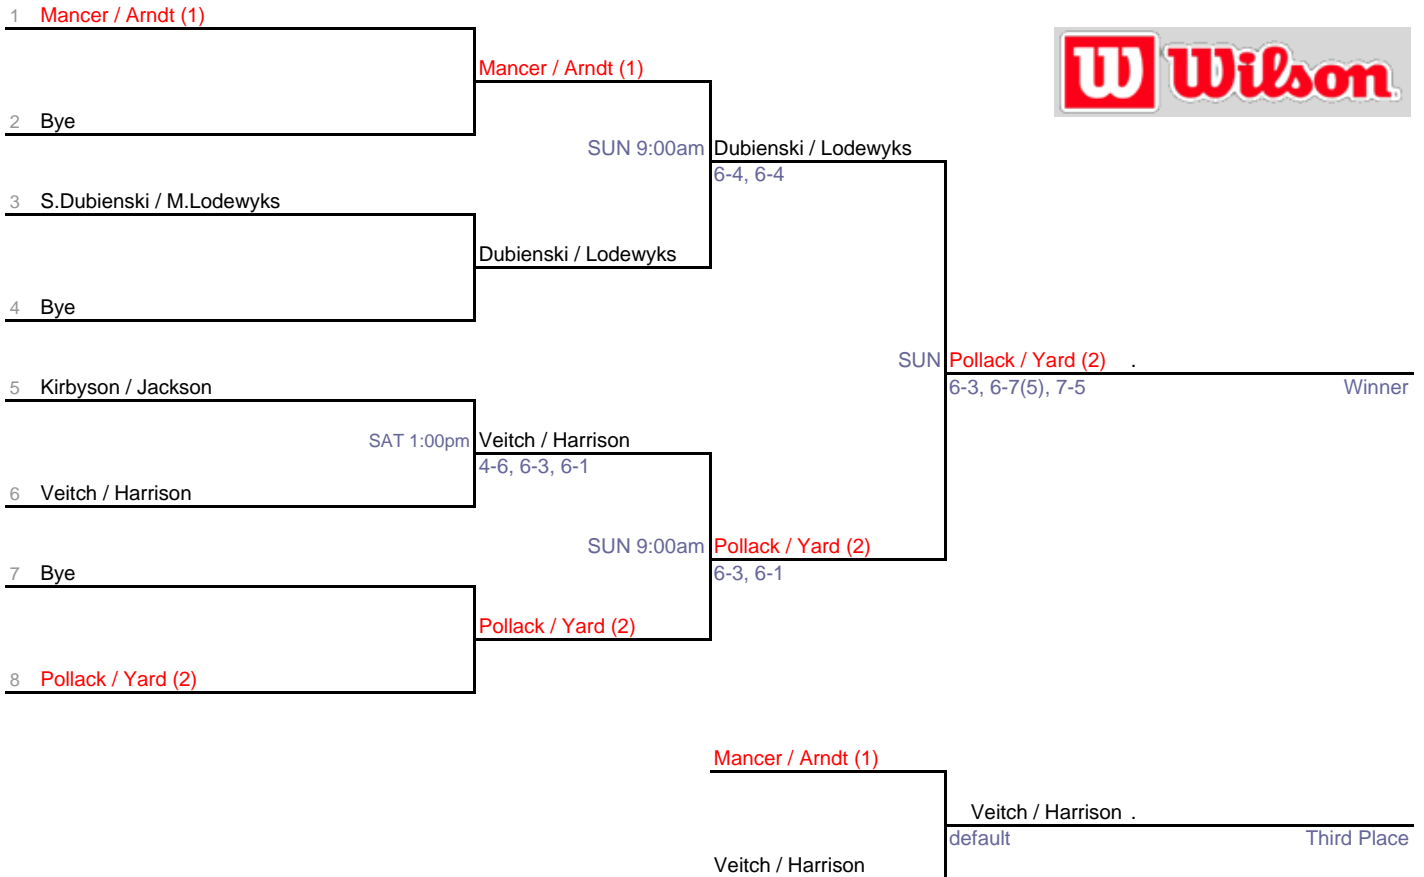 1 Mancer / Arndt (1)
W Wilson
Mancer / Arndt (1)
2 Bye
SUN 9:00am Dubienski / Lodewyks
6-4, 6-4
3 S.Dubienski / M.Lodewyks
Dubienski / Lodewyks
4 Bye
SUN Pollack / Yard (2) .
6-3, 6-7(5), 7-5 Winner
5 Kirbyson / Jackson
SAT 1:00pm Veitch / Harrison
4-6, 6-3, 6-1
6 Veitch / Harrison
SUN 9:00am Pollack / Yard (2)
6-3, 6-1
7 Bye
Pollack / Yard (2)
8 Pollack / Yard (2)
Mancer / Arndt (1)
Veitch / Harrison .
default Third Place
Veitch / Harrison